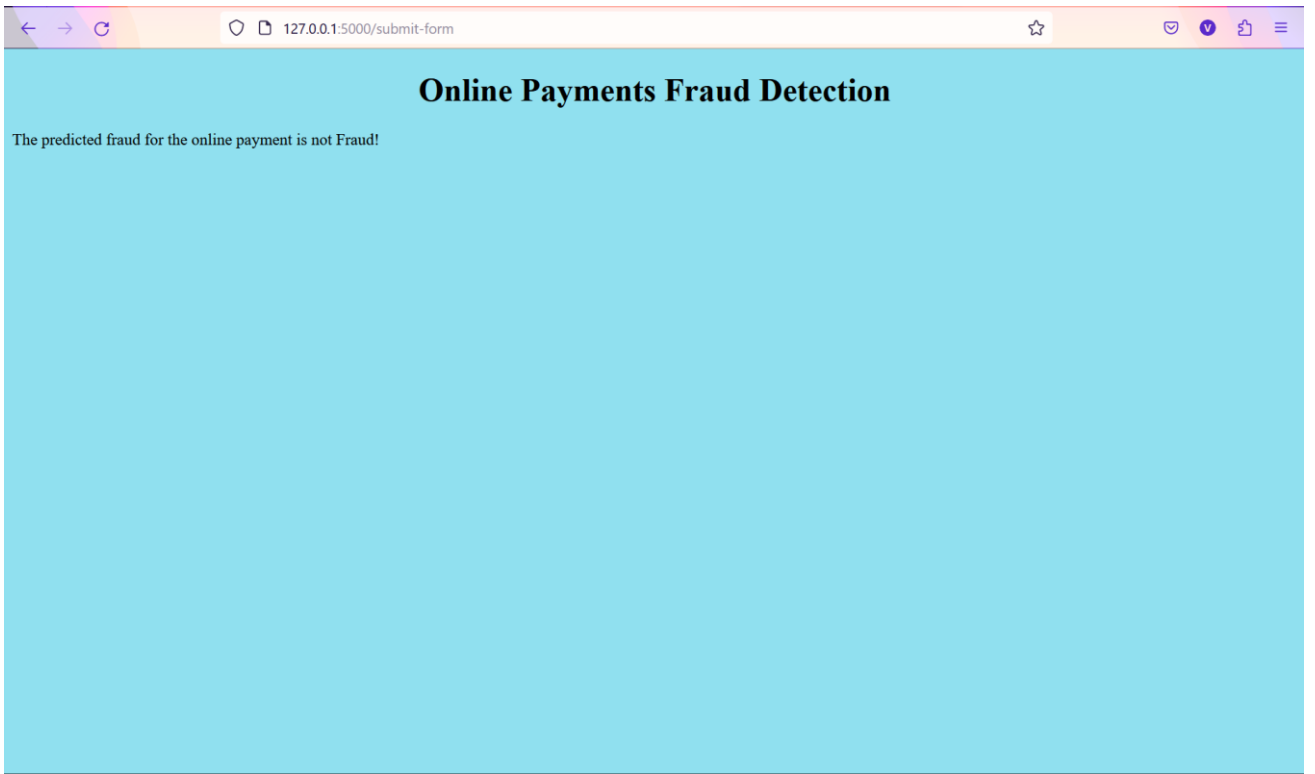 127.0.0.1:5000/submit-form
V
Online Payments Fraud Detection
The predicted fraud for the online payment is not Fraud!